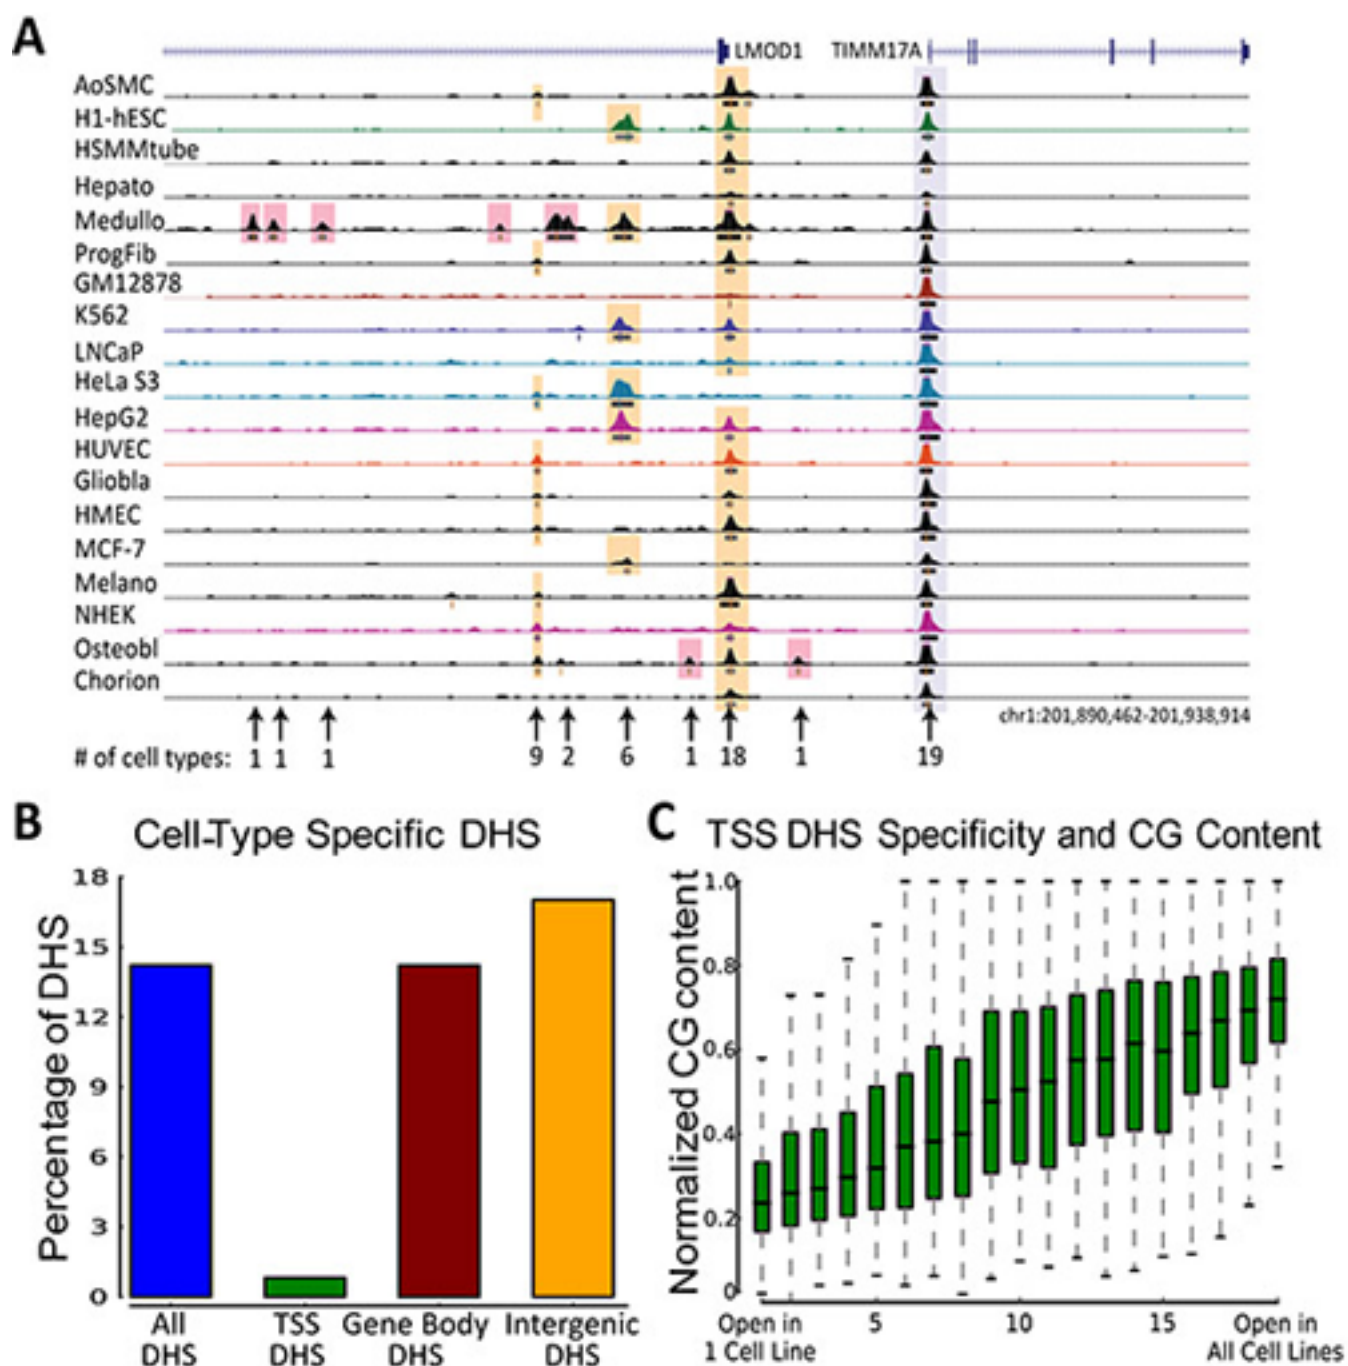 A
LMOD1 TIMM17A
AoSMC
H1-hESC
HSMMtube
Hepato
Medullo
ProgFib
GM12878
K562
LNCaP
HeLa S3
HepG2
HUVEC
Gliobla
HMEC
MCF-7
Melano
NHEK
Osteobl
Chorion
chr1:201,890,462-201,938,914
# of cell types: 1 1 1 9 2 6 1 18 1 19
B
Cell-Type Specific DHS
Percentage of DHS
18
15
12
9
6
3
0
All DHS
TSS DHS
Gene Body DHS
Intergenic DHS
C
TSS DHS Specificity and CG Content
Normalized CG content
1.0
0.8
0.6
0.4
0.2
0
Open in 1 Cell Line
5
10
15
Open in All Cell Lines